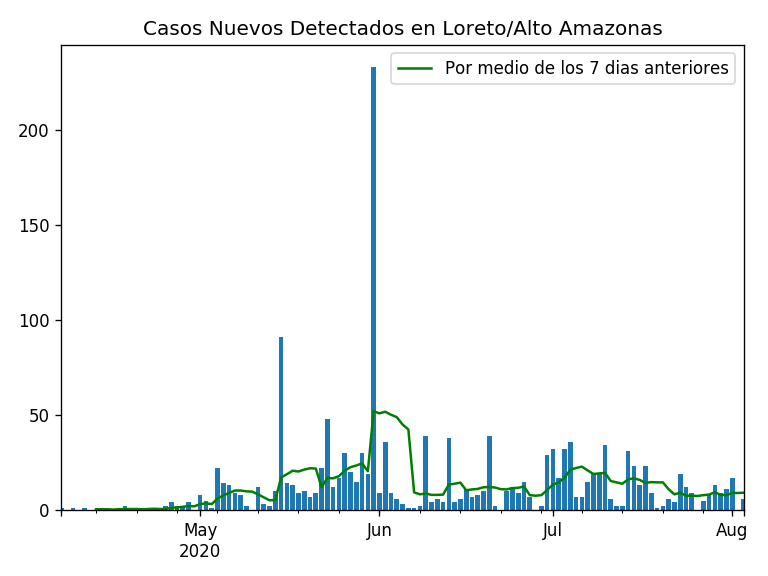 Casos Nuevos Detectados en Loreto/Alto Amazonas
Por medio de los 7 dias anteriores
200
150
100
50
0
May Jun Jul Aug
2020